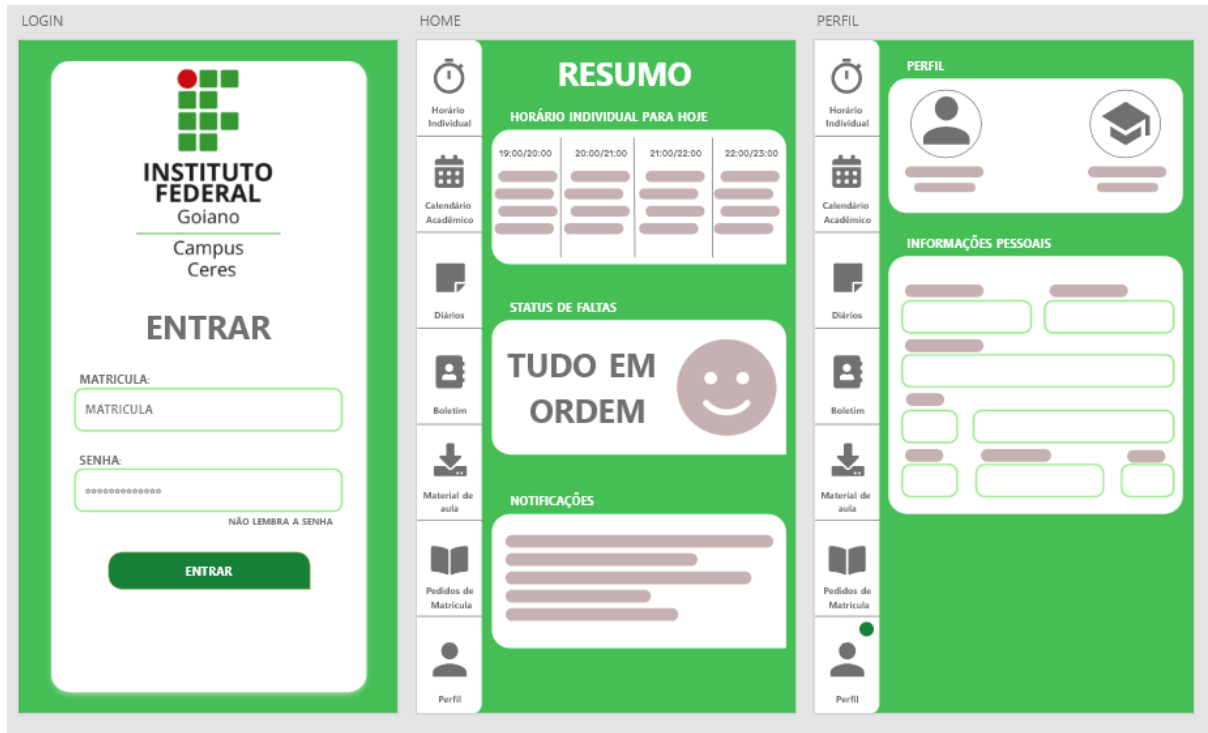 LOGIN
INSTITUTO
FEDERAL
Goiano
Campus
Ceres
ENTRAR
MATRICULA:
MATRICULA
SENHA:
*************
NÃO LEMBRA A SENHA
ENTRAR
HOME
Horário
Individual
Calendário
Acadêmico
Diários
Boletim
Material de
aula
Pedidos de
Matrícula
Perfil
RESUMO
HORÁRIO INDIVIDUAL PARA HOJE
19:00/20:00 20:00/21:00 21:00/22:00 22:00/23:00
STATUS DE FALTAS
TUDO EM
ORDEM
NOTIFICAÇÕES
PERFIL
Horário
Individual
Calendário
Acadêmico
Diários
Boletim
Material de
aula
Pedidos de
Matrícula
Perfil
PERFIL
INFORMAÇÕES PESSOAIS